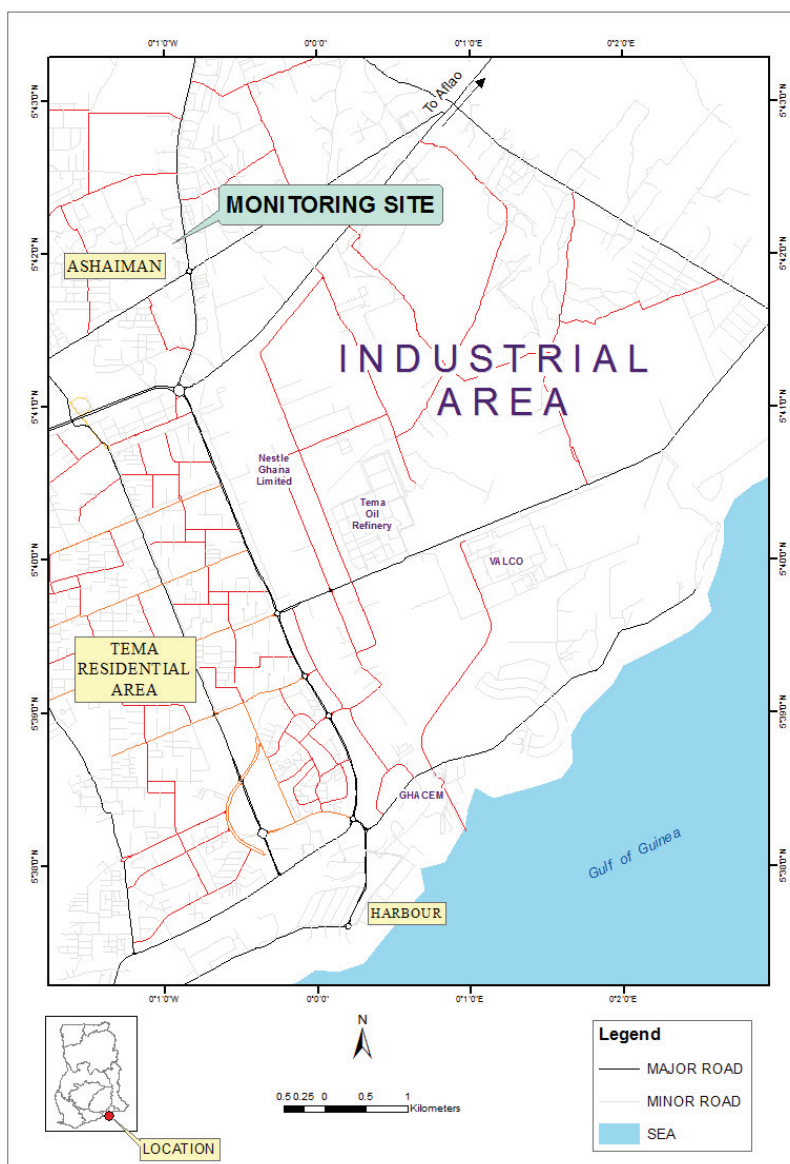 0°1'0"W 0°0'0" 0°1'0"E 0°2'0"E
5°43'0"N
5°43'0"N
To Aflao
MONITORING SITE
5°42'0"N
5°42'0"N
ASHAIMAN
INDUSTRIAL
AREA
5°41'0"N
5°41'0"N
Nestle
Ghana
Limited
Tema
Oil
Refinery
5°40'0"N
5°40'0"N
VALCO
TEMA
RESIDENTIAL
AREA
5°39'0"N
5°39'0"N
GHACEM
Gulf of Guinea
5°38'0"N
5°38'0"N
HARBOUR
0°1'0"W 0°0'0" 0°1'0"E 0°2'0"E
N
0.5 0.25 0 0.5 1
Kilometers
LOCATION
Legend
MAJOR ROAD
MINOR ROAD
SEA